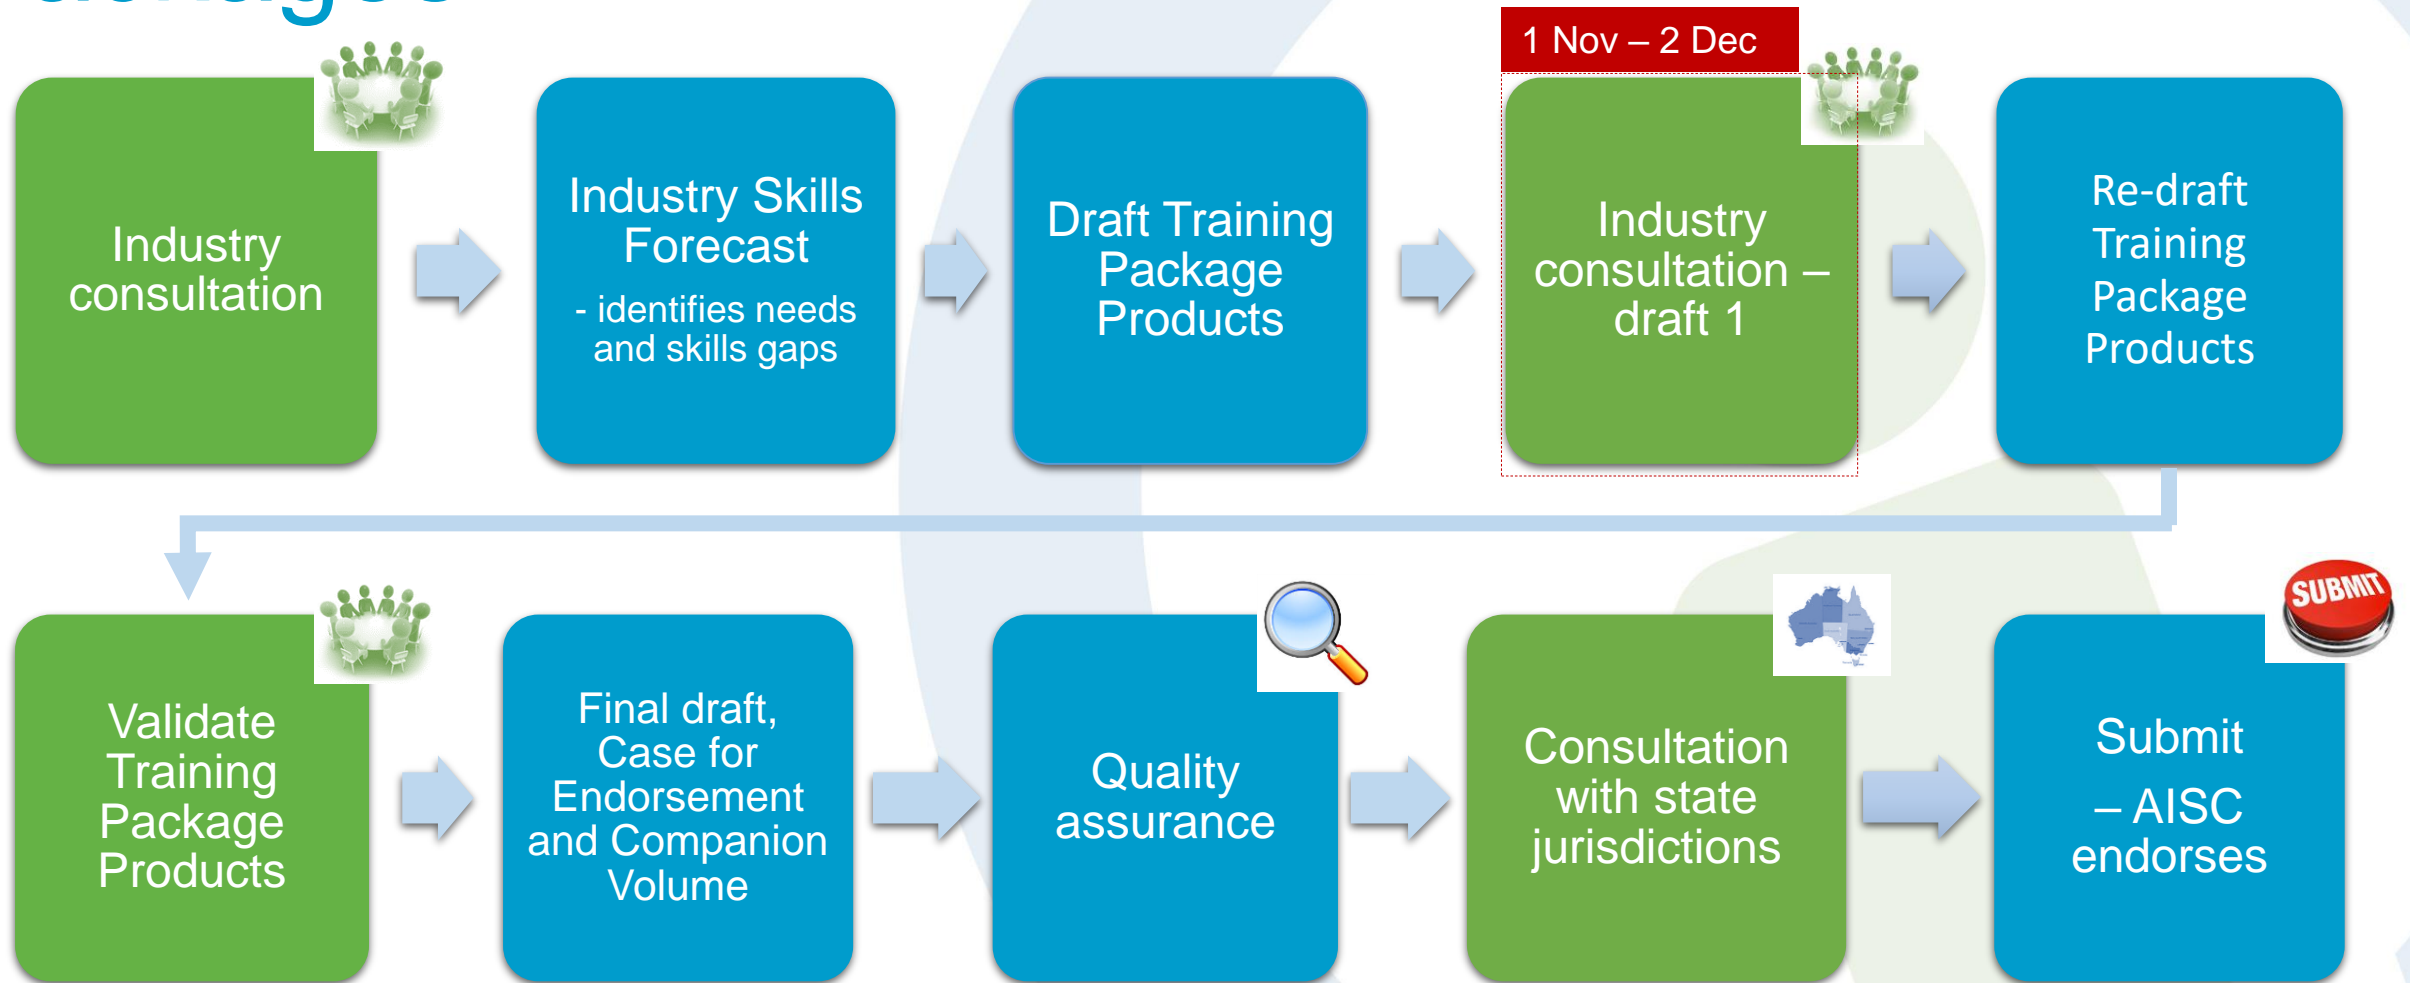 1 Nov – 2 Dec
Industry
consultation
Industry Skills
Forecast
- identifies needs
and skills gaps
Draft Training
Package
Products
Industry
consultation –
draft 1
Re-draft
Training
Package
Products
Validate
Training
Package
Products
Final draft,
Case for
Endorsement
and Companion
Volume
Quality
assurance
Consultation
with state
jurisdictions
SUBMIT
Submit
– AISC
endorses